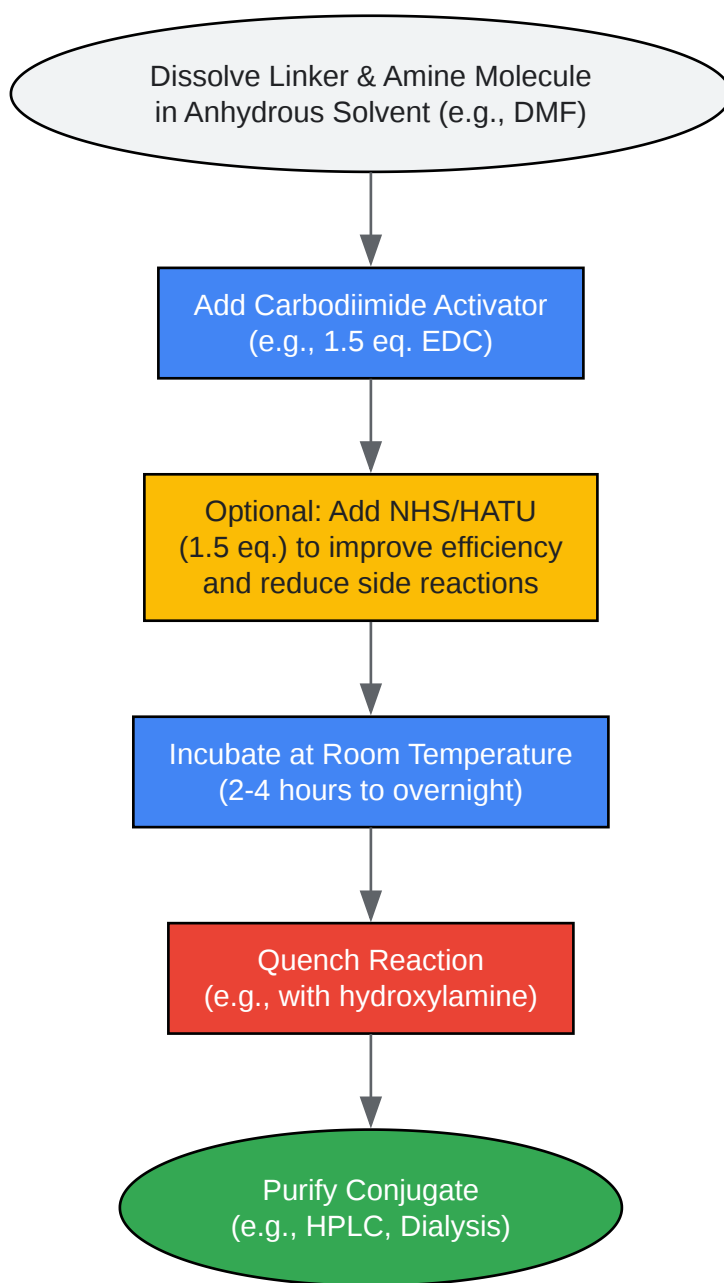 Dissolve Linker & Amine Molecule
in Anhydrous Solvent (e.g., DMF)
Add Carbodiimide Activator
(e.g., 1.5 eq. EDC)
Optional: Add NHS/HATU
(1.5 eq.) to improve efficiency
and reduce side reactions
Incubate at Room Temperature
(2-4 hours to overnight)
Quench Reaction
(e.g., with hydroxylamine)
Purify Conjugate
(e.g., HPLC, Dialysis)